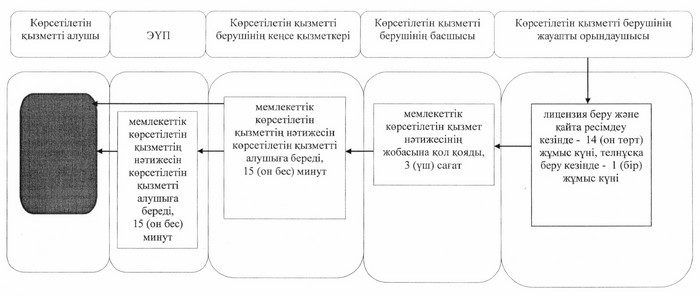 Көрсетілетін
қызметті алушы
ЭҮП
Көрсетілетін қызметті
берушінің кеңсе қызметкері
Көрсетілетін қызметті
берушінің басшысы
Көрсетілетін қызметті берушінің
жауапты орындаушысы
мемлекеттік
көрсетілетін
қызметтің
нәтижесін
көрсетілетін
қызметті
алушыға
береді,
15 (он бес)
минут
мемлекеттік
көрсетілетін
қызметтің нәтижесін
көрсетілетін қызметті
алушыға береді,
15 (он бес) минут
мемлекеттік
көрсетілетін қызмет
нәтижесінің
жобасына қол қояды,
3 (үш) сағат
лицензия беру және
қайта ресімдеу
кезінде - 14 (он төрт)
жұмыс күні, телнұсқа
беру кезінде - 1 (бір)
жұмыс күні